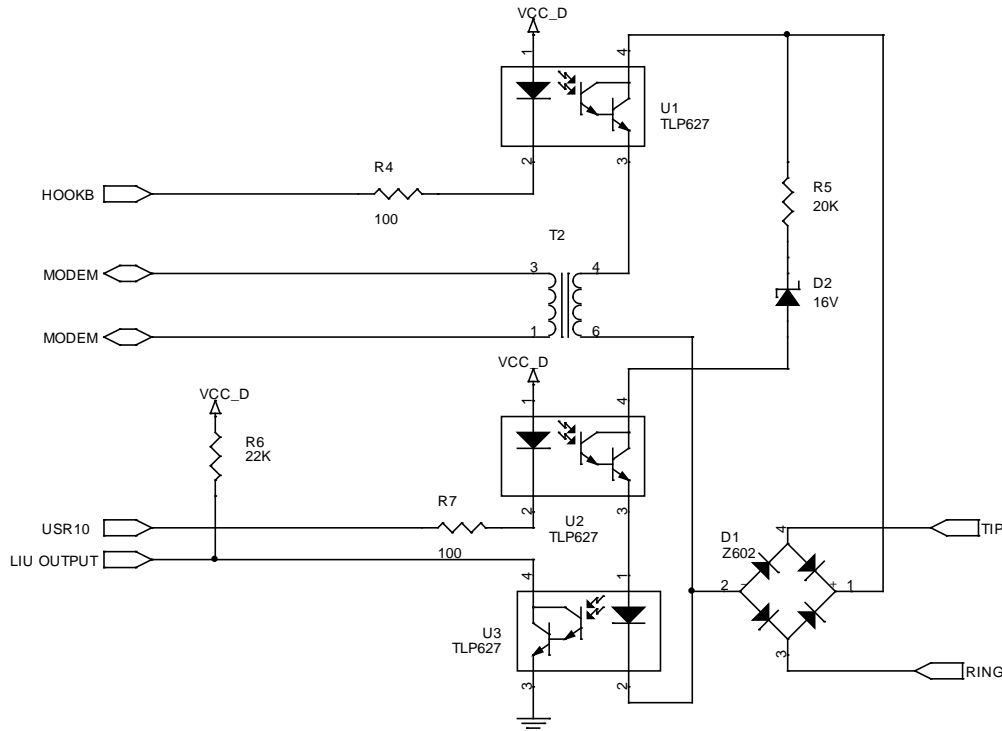 VCC_D
1
4
U1
TLP627
2
3
R4
100
HOOKB
R5
20K
T2
MODEM
3
4
D2
16V
MODEM
1
6
VCC_D
VCC_D
1
4
R6
22K
R7
100
USR10
2
3
U2
TLP627
LIU OUTPUT
4
1
U3
TLP627
3
2
D1
Z602
4
TIP
2
-
+
1
3
RING